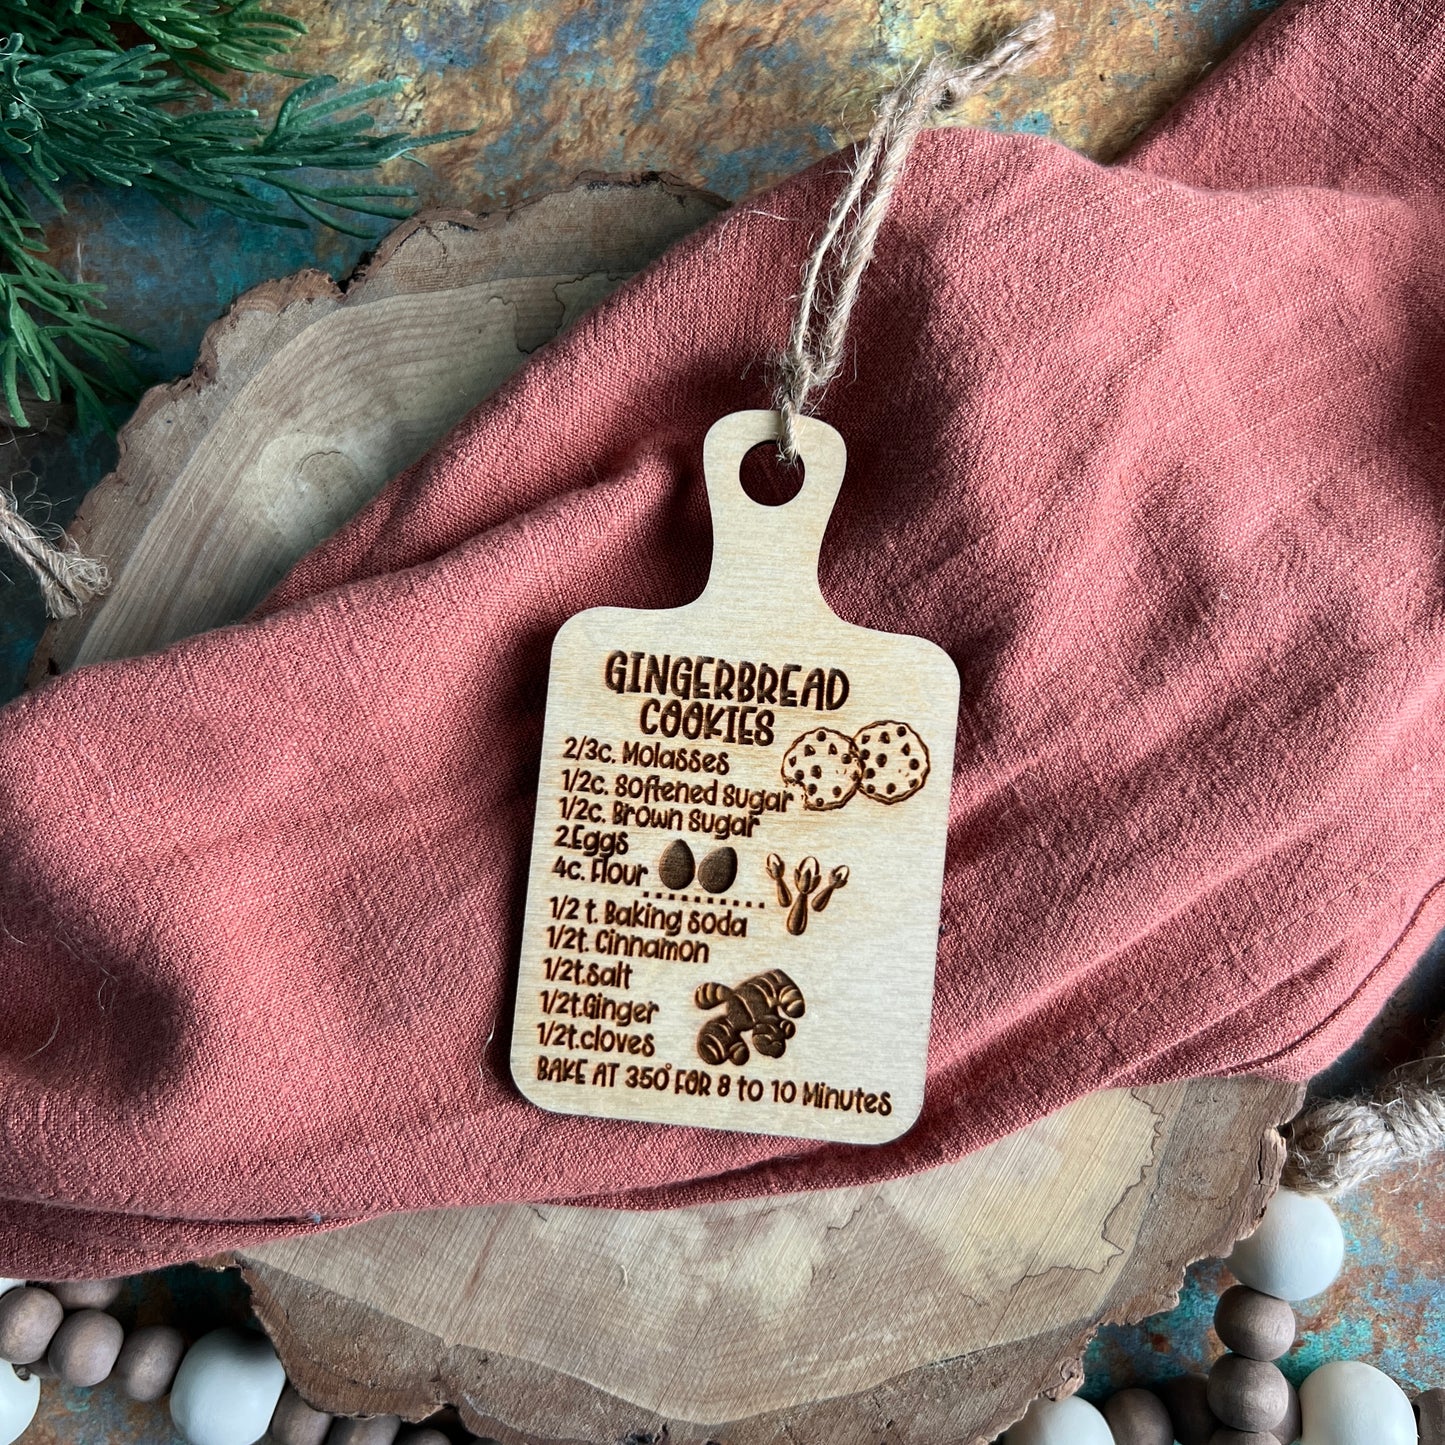 GINGERBREAD
COOKIES
2/3c. Molasses
1/2c. Softened Sugar
1/2c. Brown Sugar
2.Eggs
4c. Flour
1/2 t. Baking Soda
1/2t. Cinnamon
1/2t.Salt
1/2t.Ginger
1/2t.cloves
BAKE AT 350° FOR 8 to 10 Minutes